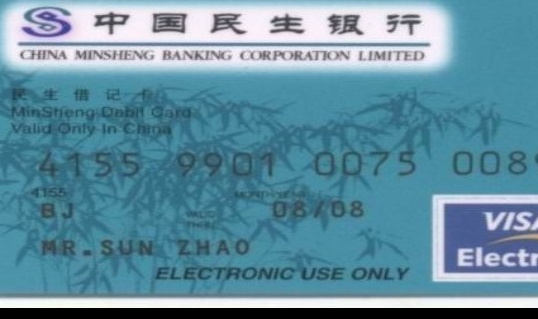 中国民生银行
CHINA MINSHENG BANKING CORPORATION LIMITED
民生借记卡
MinSheng Debit Card
Valid Only In China
4155 9901 0075 0089
4155
MONTH/YEAR
BJ VALID THRU 08/08
MR.SUN ZHAO
ELECTRONIC USE ONLY
VISA
Electr